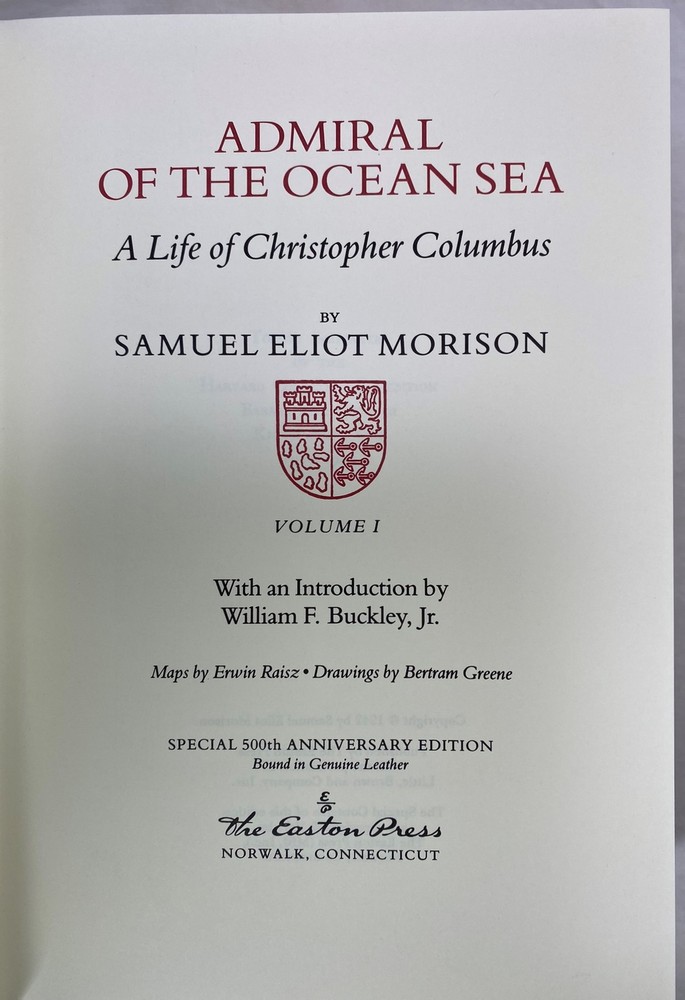 ADMIRAL
OF THE OCEAN SEA
A Life of Christopher Columbus
BY
SAMUEL ELIOT MORISON
VOLUME I
With an Introduction by
William F. Buckley, Jr.
Maps by Erwin Raisz • Drawings by Bertram Greene
SPECIAL 500th ANNIVERSARY EDITION
Bound in Genuine Leather
E
P
The Easton Press
NORWALK, CONNECTICUT